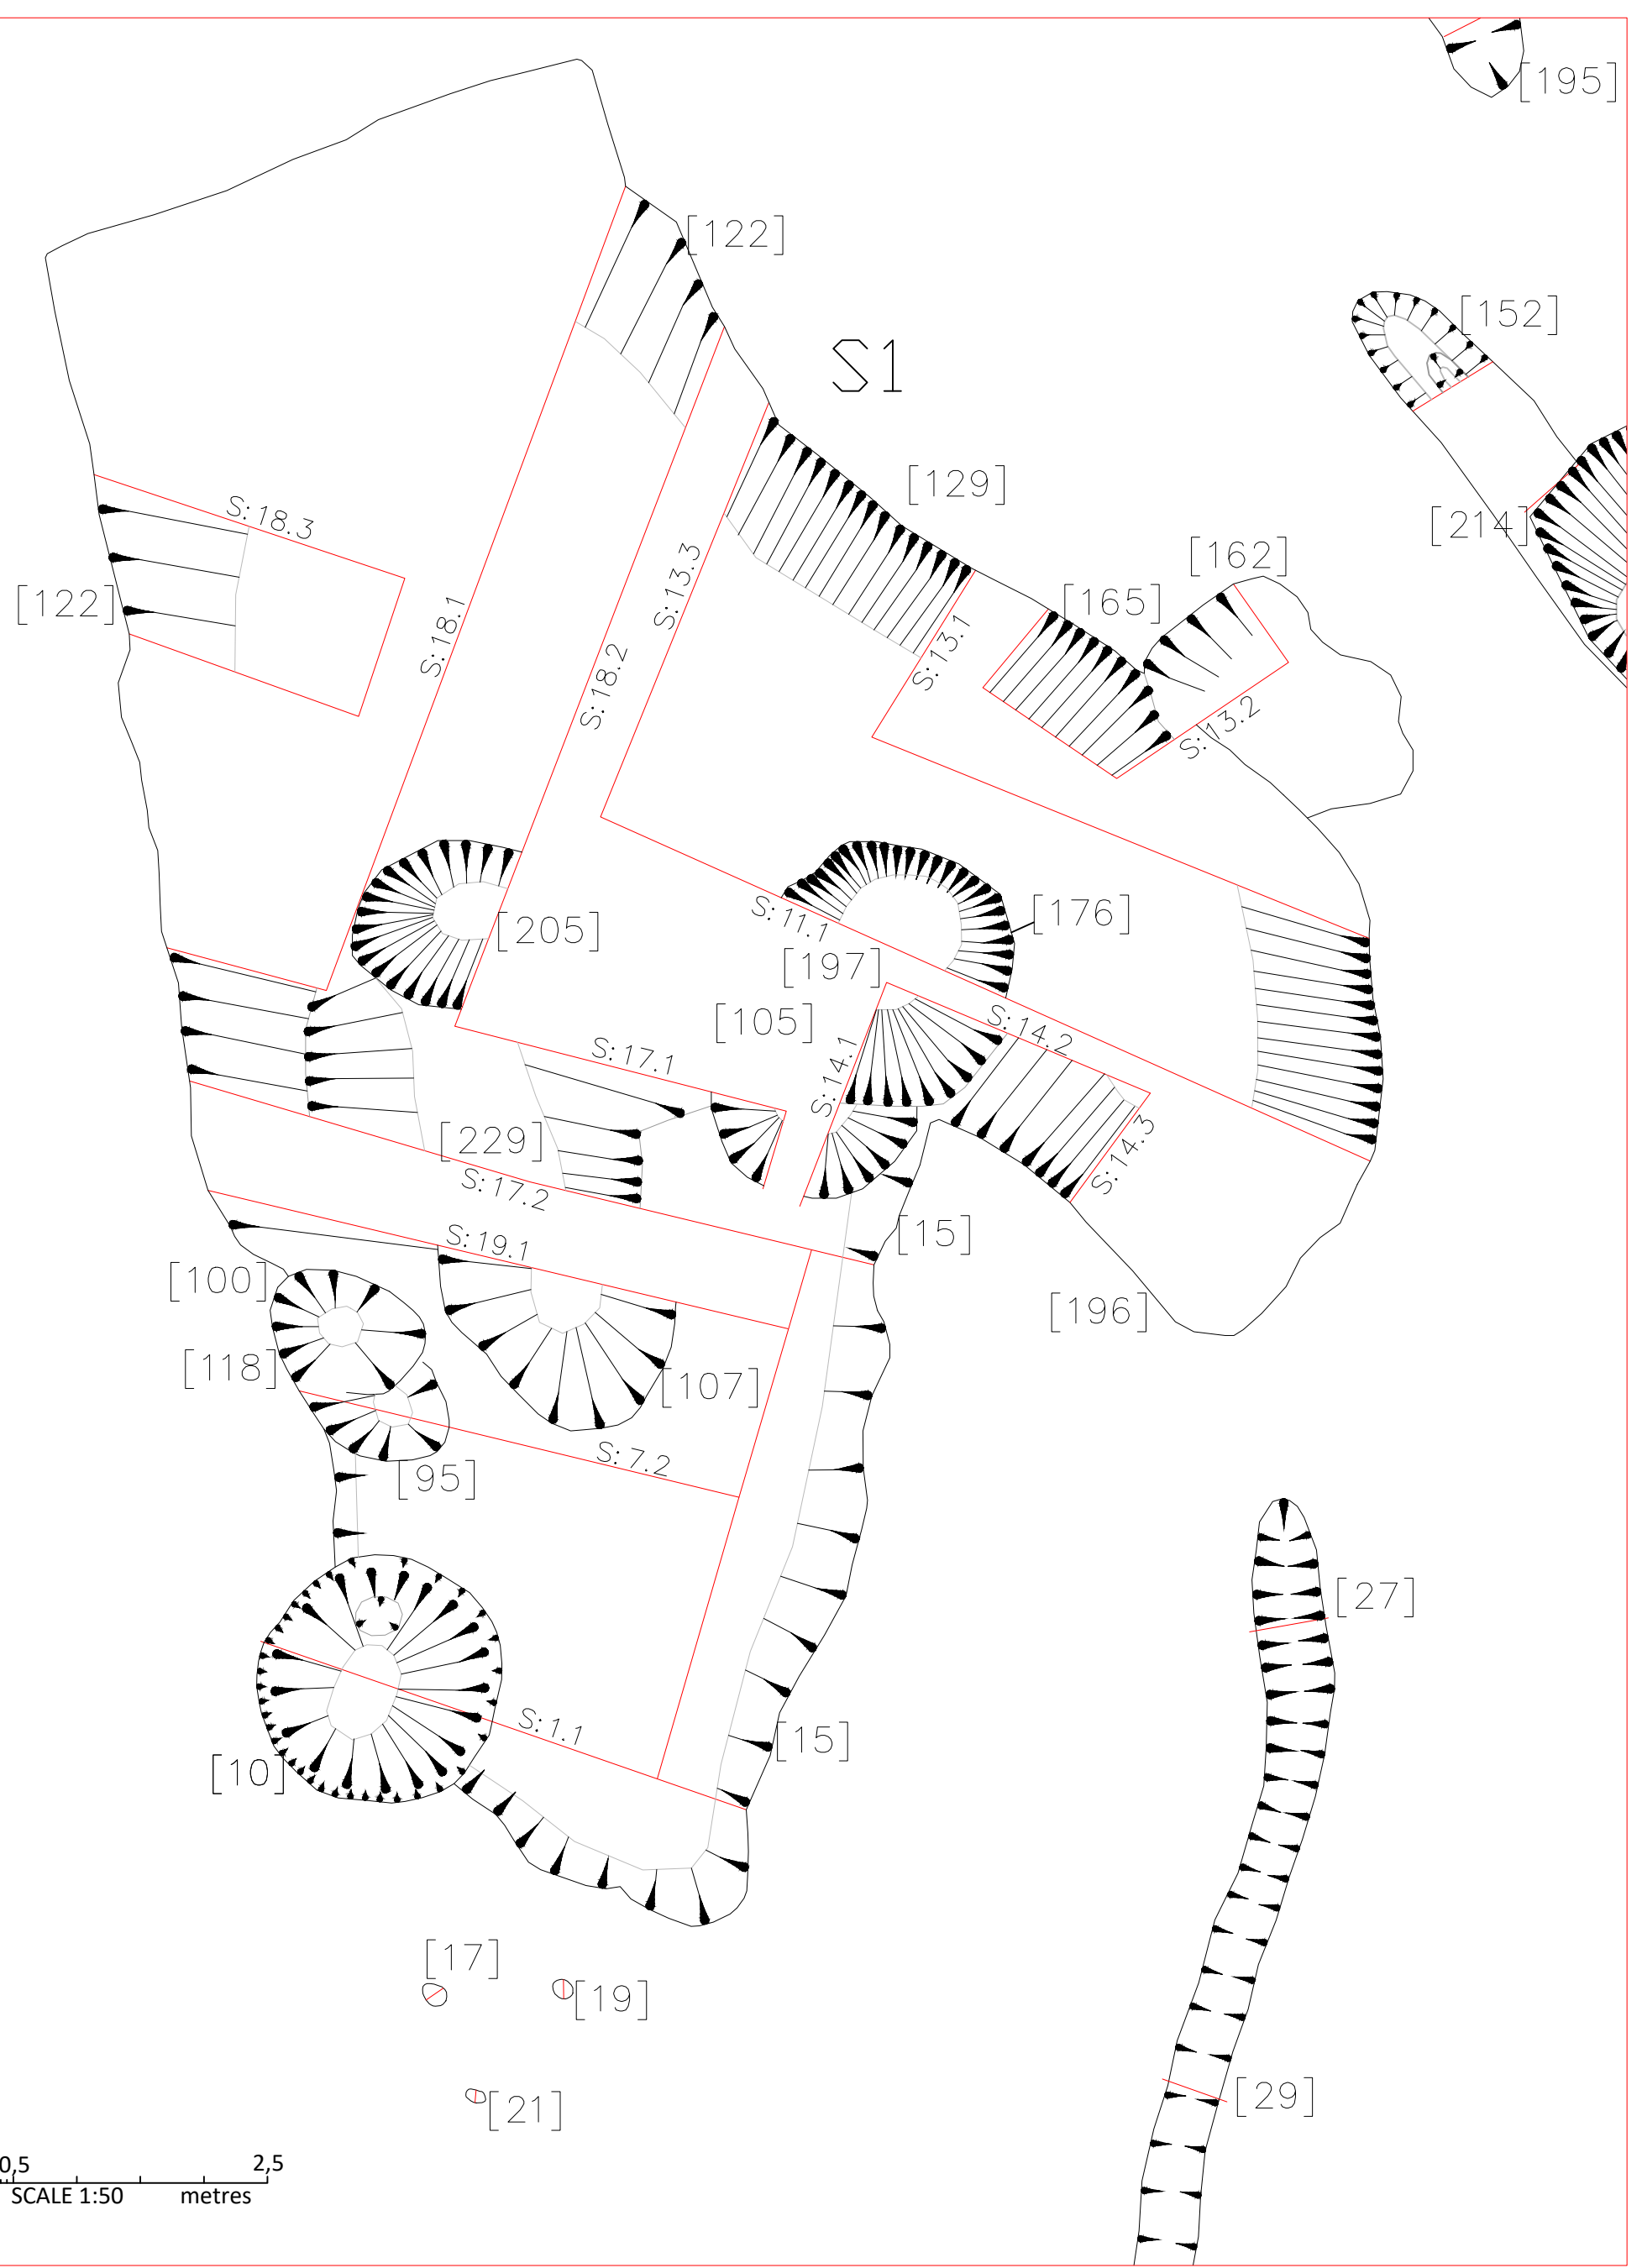 [195]
[122]
[152]
S1
[129]
S:18.3
[214]
[162]
[122]
S:18.1
S:13.3
[165]
S:13.1
S:18.2
S:13.2
[205]
S:11.1
[176]
[197]
[105]
S:14.2
S:17.1
S:14.1
[229]
S:14.3
S:17.2
[15]
S:19.1
[100]
[196]
[118]
[107]
S:7.2
[95]
[27]
S:1.1
[15]
[10]
[17]
[19]
[29]
[21]
0,5 2,5
SCALE 1:50 metres